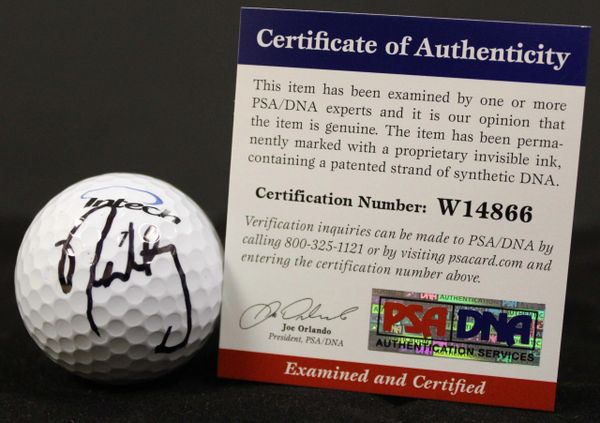 Certificate of Authenticity
This item has been examined by one or more
PSA/DNA experts and it is our opinion that
the item is genuine. The item has been perma-
nently marked with a proprietary invisible ink,
containing a patented strand of synthetic DNA.
Certification Number: W14866
Verification inquiries can be made to PSA/DNA by
calling 800-325-1121 or by visiting psacard.com and
entering the certification number above.
Joe Orlando
President, PSA/DNA
PSA DNA
AUTHENTICATION SERVICES
Examined and Certified
Intech